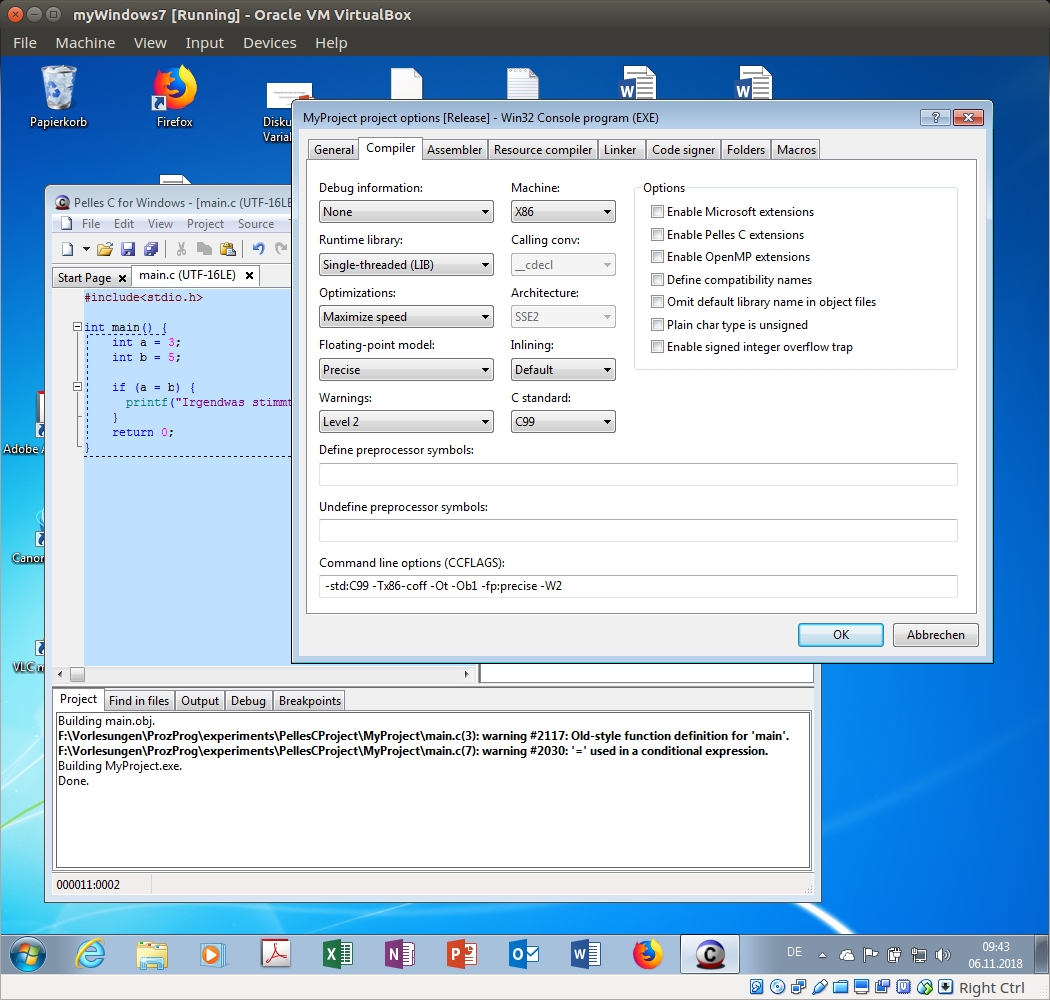 myWindows7 [Running] - Oracle VM VirtualBox
File Machine View Input Devices Help
Papierkorb
Firefox
MyProject project options [Release] - Win32 Console program (EXE)
General Compiler Assembler Resource compiler Linker Code signer Folders Macros
Debug information:
None
Machine:
X86
Runtime library:
Single-threaded (LIB)
Calling conv:
__cdecl
Optimizations:
Maximize speed
Architecture:
SSE2
Floating-point model:
Precise
Inlining:
Default
Warnings:
Level 2
C standard:
C99
Options
Enable Microsoft extensions
Enable Pelles C extensions
Enable OpenMP extensions
Define compatibility names
Omit default library name in object files
Plain char type is unsigned
Enable signed integer overflow trap
Define preprocessor symbols:
Undefine preprocessor symbols:
Command line options (CCFLAGS):
-std:C99 -Tx86-coff -Ot -Ob1 -fp:precise -W2
OK Abbrechen
Pelles C for Windows - [main.c (UTF-16LE
File Edit View Project Source
Start Page main.c (UTF-16LE)
#include<stdio.h>
int main() {
int a = 3;
int b = 5;
if (a = b) {
printf("Irgendwas stimmt
}
return 0;
}
Adobe
VLC
Project Find in files Output Debug Breakpoints
Building main.obj.
F:\Vorlesungen\ProzProg\experiments\PellesCProject\MyProject\main.c(3): warning #2117: Old-style function definition for 'main'.
F:\Vorlesungen\ProzProg\experiments\PellesCProject\MyProject\main.c(7): warning #2030: '=' used in a conditional expression.
Building MyProject.exe.
Done.
000011:0002
DE
09:43
06.11.2018
Right Ctrl